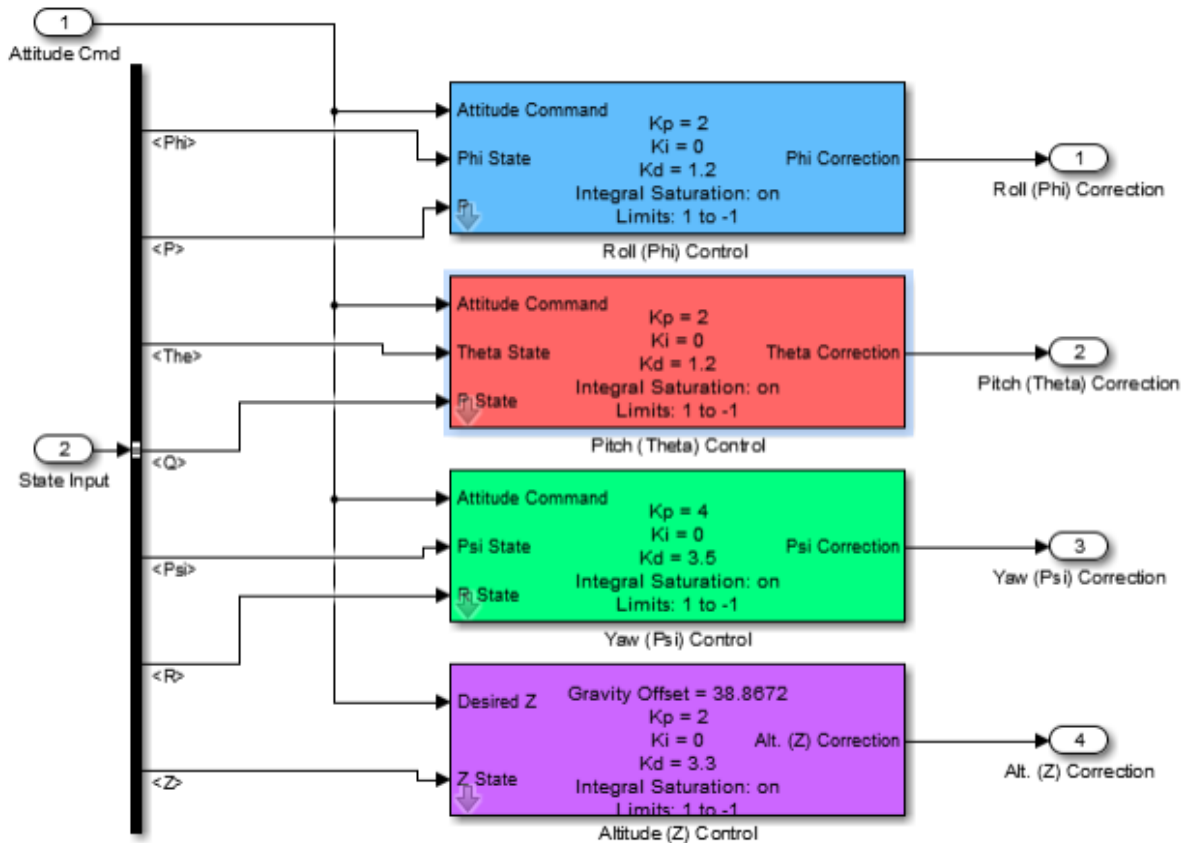 1
Attitude Cmd
<Phi>
<P>
<The>
2
State Input
<Q>
<Psi>
<R>
<Z>
Attitude Command
Kp = 2
Phi State
Ki = 0
Phi Correction
Kd = 1.2
P
Integral Saturation: on
Limits: 1 to -1
Roll (Phi) Control
1
Roll (Phi) Correction
Attitude Command
Kp = 2
Theta State
Ki = 0
Theta Correction
Kd = 1.2
State
Integral Saturation: on
Limits: 1 to -1
Pitch (Theta) Control
2
Pitch (Theta) Correction
Attitude Command
Kp = 4
Psi State
Ki = 0
Psi Correction
Kd = 3.5
R State
Integral Saturation: on
Limits: 1 to -1
Yaw (Psi) Control
3
Yaw (Psi) Correction
Desired Z
Gravity Offset = 38.8672
Kp = 2
Ki = 0
Alt. (Z) Correction
Kd = 3.3
Z State
Integral Saturation: on
Limits: 1 to -1
Altitude (Z) Control
4
Alt. (Z) Correction